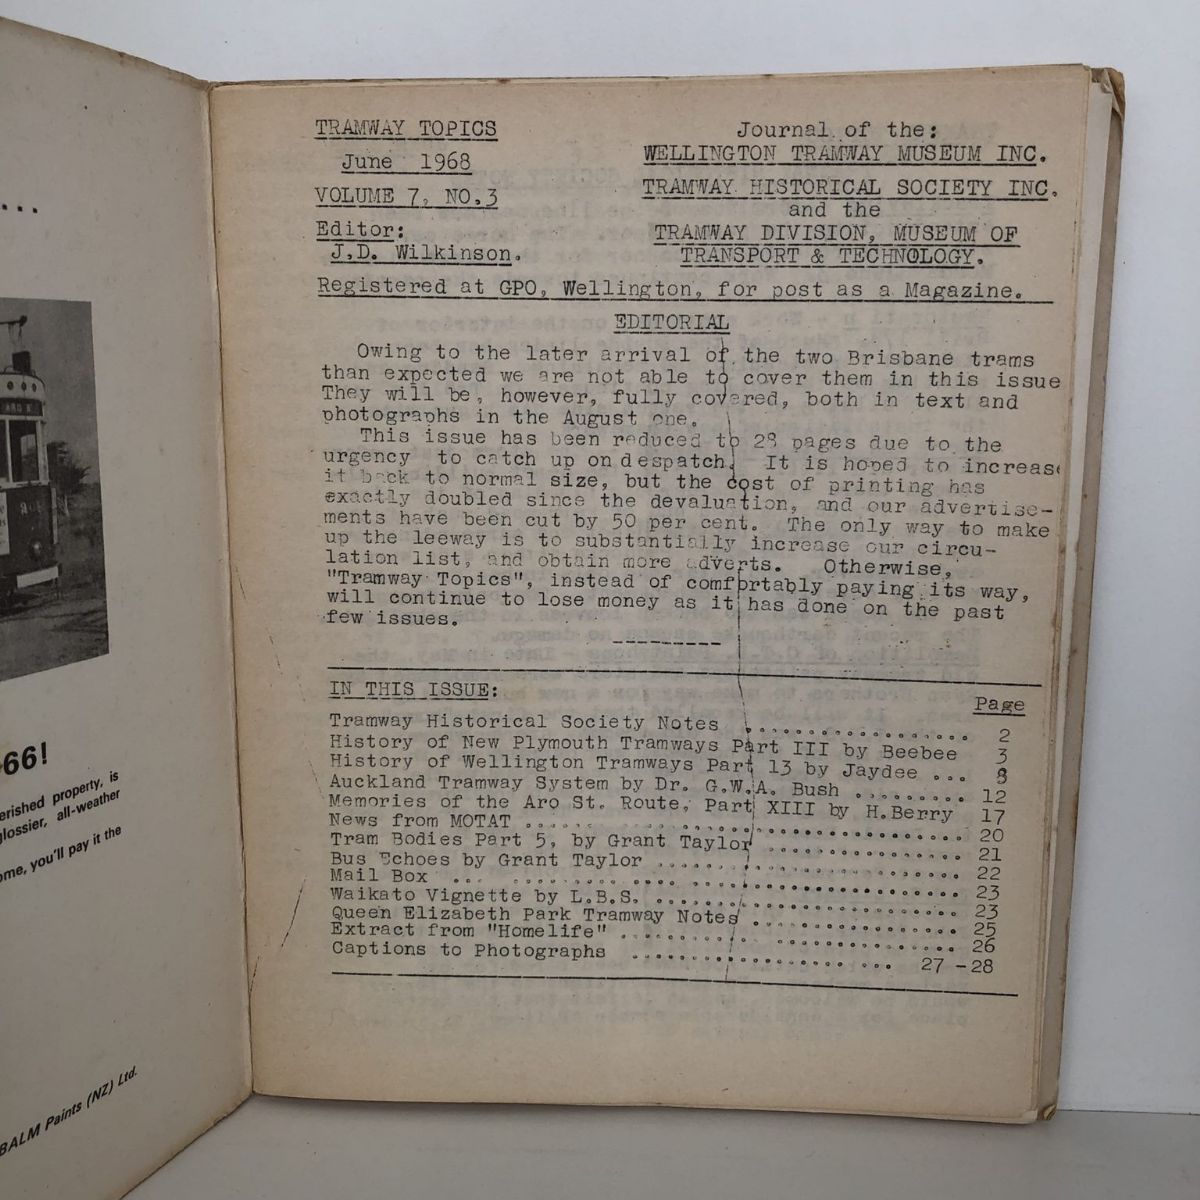 ...
66!
erished property, is
glossier, all-weather
ome, you'll pay it the
BALM Paints (NZ) Ltd.
TRAMWAY TOPICS
June 1968
VOLUME 7, NO.3
Editor:
J.D. Wilkinson.
Journal of the:
WELLINGTON TRAMWAY MUSEUM INC.
TRAMWAY HISTORICAL SOCIETY INC.
and the
TRAMWAY DIVISION, MUSEUM OF
TRANSPORT & TECHNOLOGY.
Registered at GPO, Wellington, for post as a Magazine.
EDITORIAL
Owing to the later arrival of the two Brisbane trams
than expected we are not able to cover them in this issue
They will be, however, fully covered, both in text and
photographs in the August one.
This issue has been reduced to 28 pages due to the
urgency to catch up on despatch. It is hoped to increase
it back to normal size, but the cost of printing has
exactly doubled since the devaluation, and our advertise-
ments have been cut by 50 per cent. The only way to make
up the leeway is to substantially increase our circu-
lation list, and obtain more adverts. Otherwise,
"Tramway Topics", instead of comfortably paying its way,
will continue to lose money as it has done on the past
few issues.
IN THIS ISSUE:
Page
Tramway Historical Society Notes .................. 2
History of New Plymouth Tramways Part III by Beebee 3
History of Wellington Tramways Part 13 by Jaydee ... 8
Auckland Tramway System by Dr. G.W.A. Bush ......... 12
Memories of the Aro St. Route, Part XIII by H.Berry 17
News from MOTAT .................................... 20
Tram Bodies Part 5, by Grant Taylor ............... 21
Bus Echoes by Grant Taylor ........................ 22
Mail Box ... ...................................... 23
Waikato Vignette by L.B.S. ........................ 23
Queen Elizabeth Park Tramway Notes ................ 25
Extract from "Homelife" ........................... 26
Captions to Photographs ..................... 27 -28